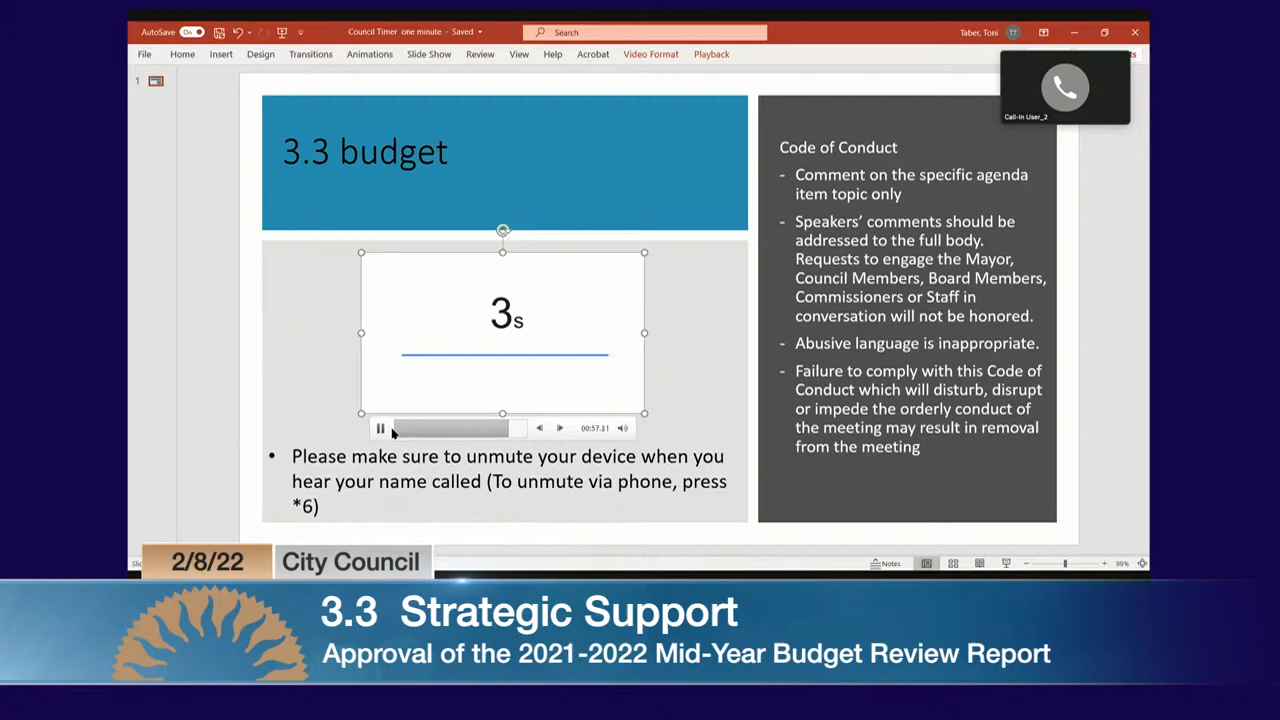 AutoSave On
Council Timer one minute - Saved
Search
Taber, Toni TT
File Home Insert Design Transitions Animations Slide Show Review View Help Acrobat Video Format Playback
1
Call-In User_2
3.3 budget
3s
00:57.31
• Please make sure to unmute your device when you
hear your name called (To unmute via phone, press
*6)
Code of Conduct
- Comment on the specific agenda
item topic only
- Speakers’ comments should be
addressed to the full body.
Requests to engage the Mayor,
Council Members, Board Members,
Commissioners or Staff in
conversation will not be honored.
- Abusive language is inappropriate.
- Failure to comply with this Code of
Conduct which will disturb, disrupt
or impede the orderly conduct of
the meeting may result in removal
from the meeting
Notes
99%
2/8/22 City Council
3.3 Strategic Support
Approval of the 2021-2022 Mid-Year Budget Review Report